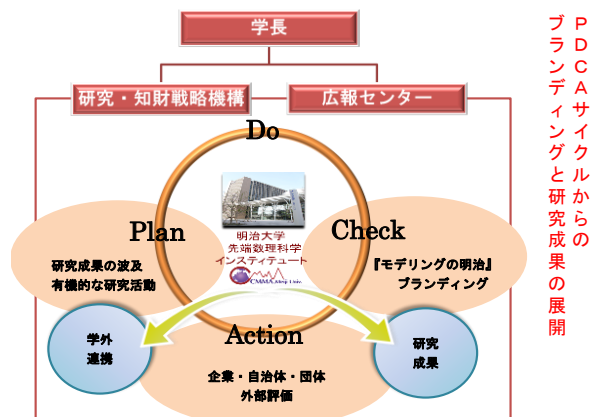 学長
研究・知財戦略機構
広報センター
PDCAサイクルからの
ブランディングと研究成果の展開
Do
Plan
Check
明治大学
先端数理科学
インスティテュート
CMMA Meiji Univ.
研究成果の波及
有機的な研究活動
『モデリングの明治』
ブランディング
Action
学外
連携
研究
成果
企業・自治体・団体
外部評価